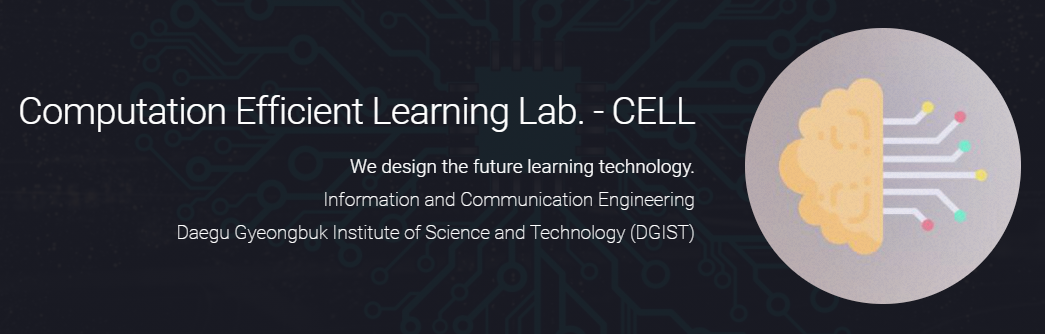 Computation Efficient Learning Lab. - CELL
We design the future learning technology.
Information and Communication Engineering
Daegu Gyeongbuk Institute of Science and Technology (DGIST)